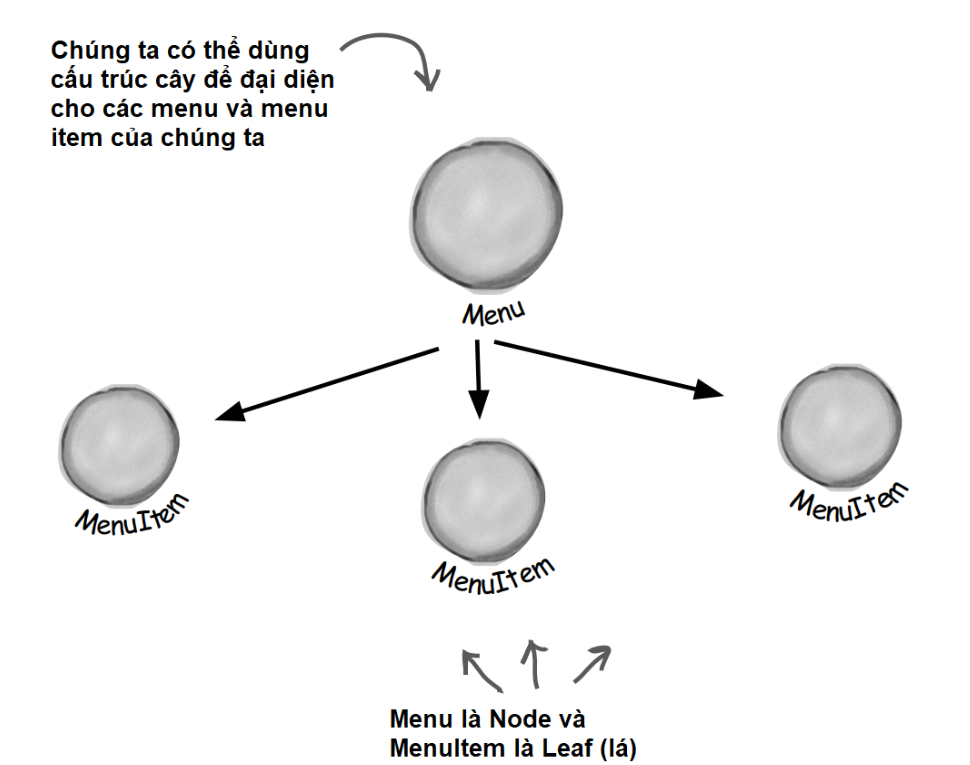 Chúng ta có thể dùng
cấu trúc cây để đại diện
cho các menu và menu
item của chúng ta
Menu
MenuItem
MenuItem
MenuItem
Menu là Node và
MenuItem là Leaf (lá)